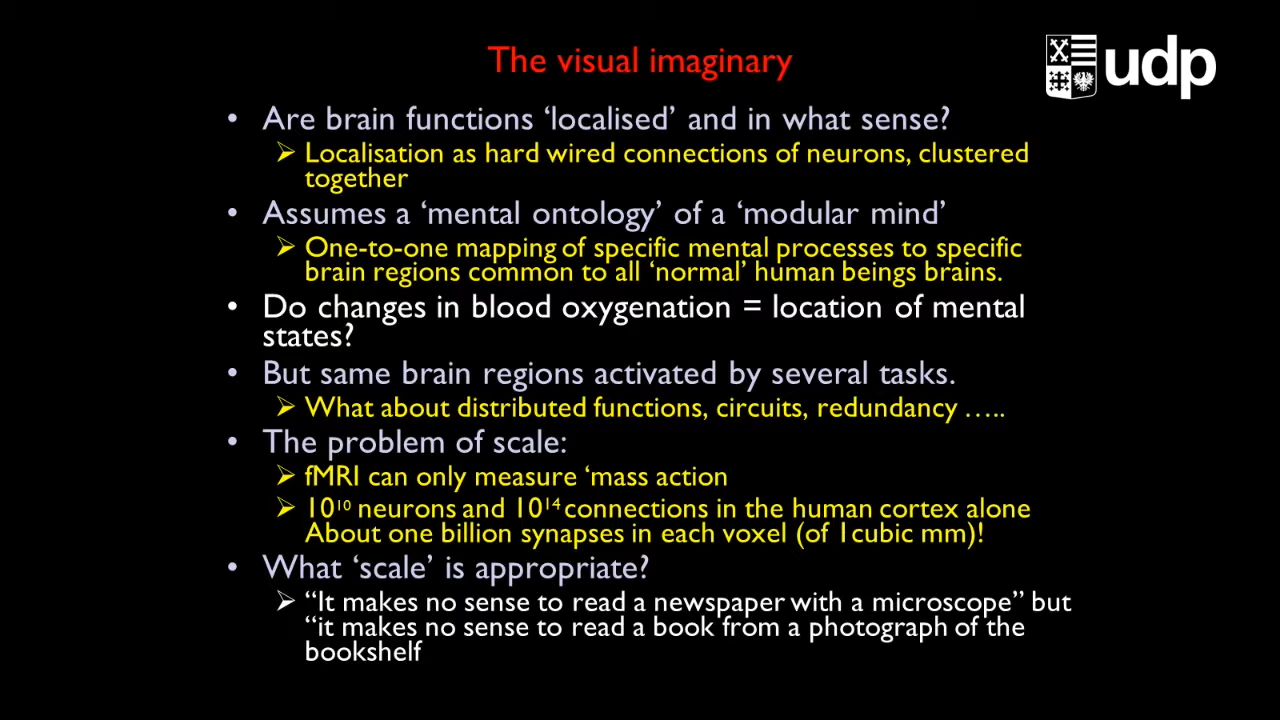 The visual imaginary
udp
• Are brain functions ‘localised’ and in what sense?
➢ Localisation as hard wired connections of neurons, clustered
together
• Assumes a ‘mental ontology’ of a ‘modular mind’
➢ One-to-one mapping of specific mental processes to specific
brain regions common to all ‘normal’ human beings brains.
• Do changes in blood oxygenation = location of mental
states?
• But same brain regions activated by several tasks.
➢ What about distributed functions, circuits, redundancy …..
• The problem of scale:
➢ fMRI can only measure ‘mass action
➢ 10¹⁰ neurons and 10¹⁴ connections in the human cortex alone
About one billion synapses in each voxel (of 1cubic mm)!
• What ‘scale’ is appropriate?
➢ “It makes no sense to read a newspaper with a microscope” but
“it makes no sense to read a book from a photograph of the
bookshelf